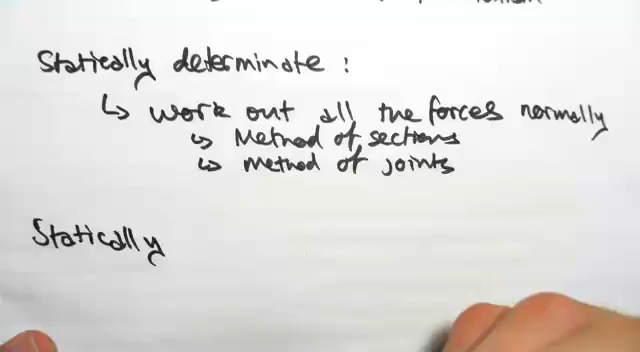 Statically determinate :
↳ work out all the forces normally
↳ Method of sections
↳ method of joints
Statically